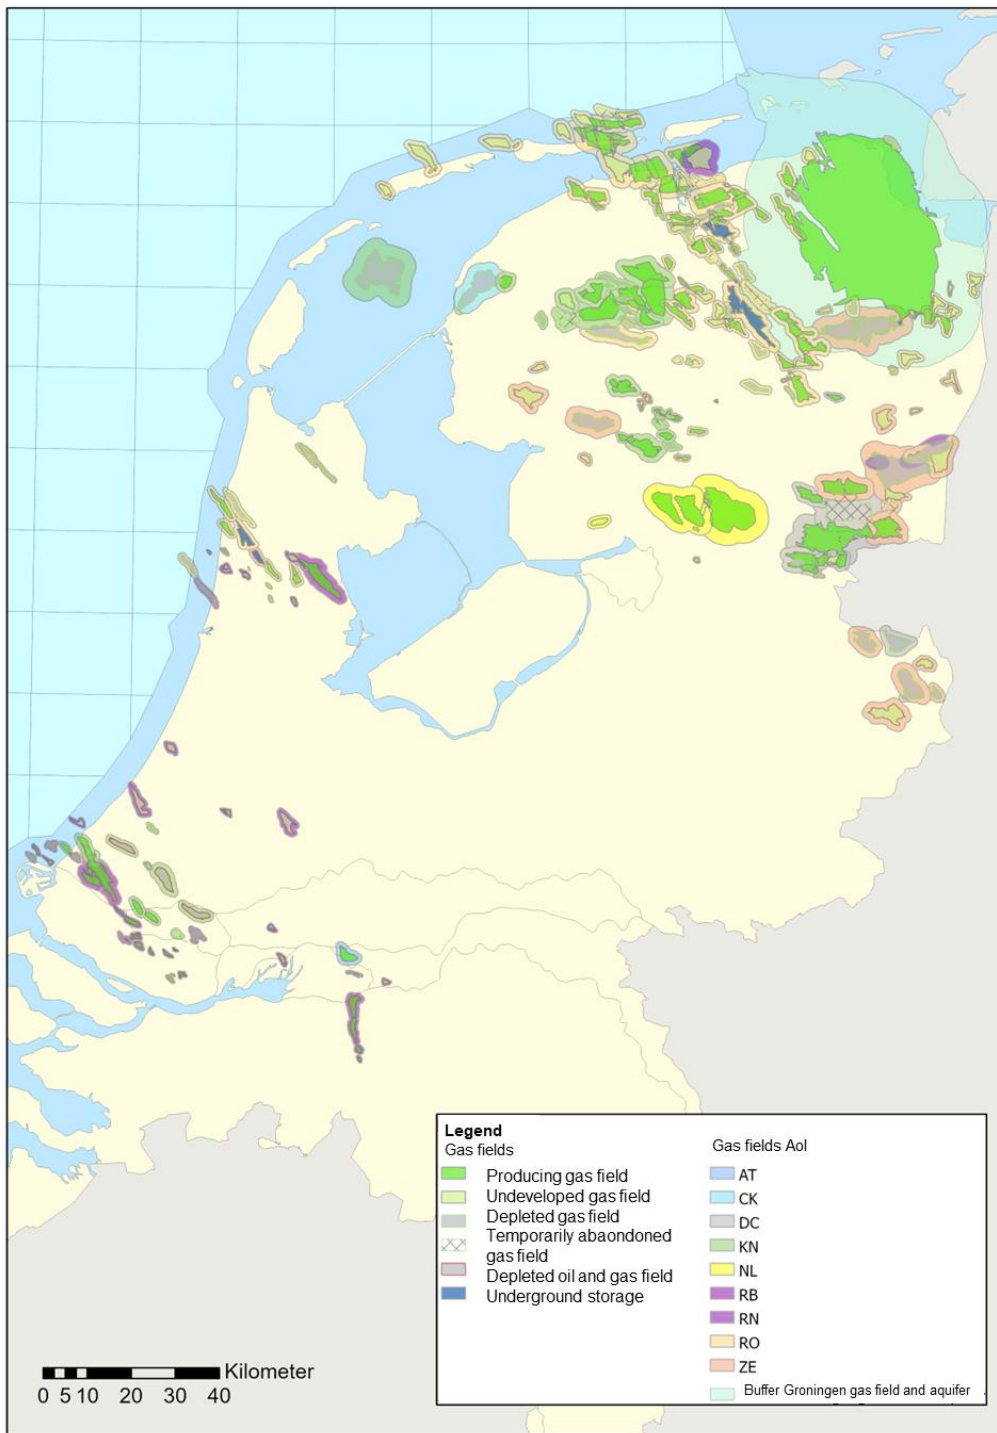 Legend
Gas fields
Producing gas field
Undeveloped gas field
Depleted gas field
Temporarily abaondoned
gas field
Depleted oil and gas field
Underground storage
Gas fields AoI
AT
CK
DC
KN
NL
RB
RN
RO
ZE
Buffer Groningen gas field and aquifer
Kilometer
0 5 10 20 30 40